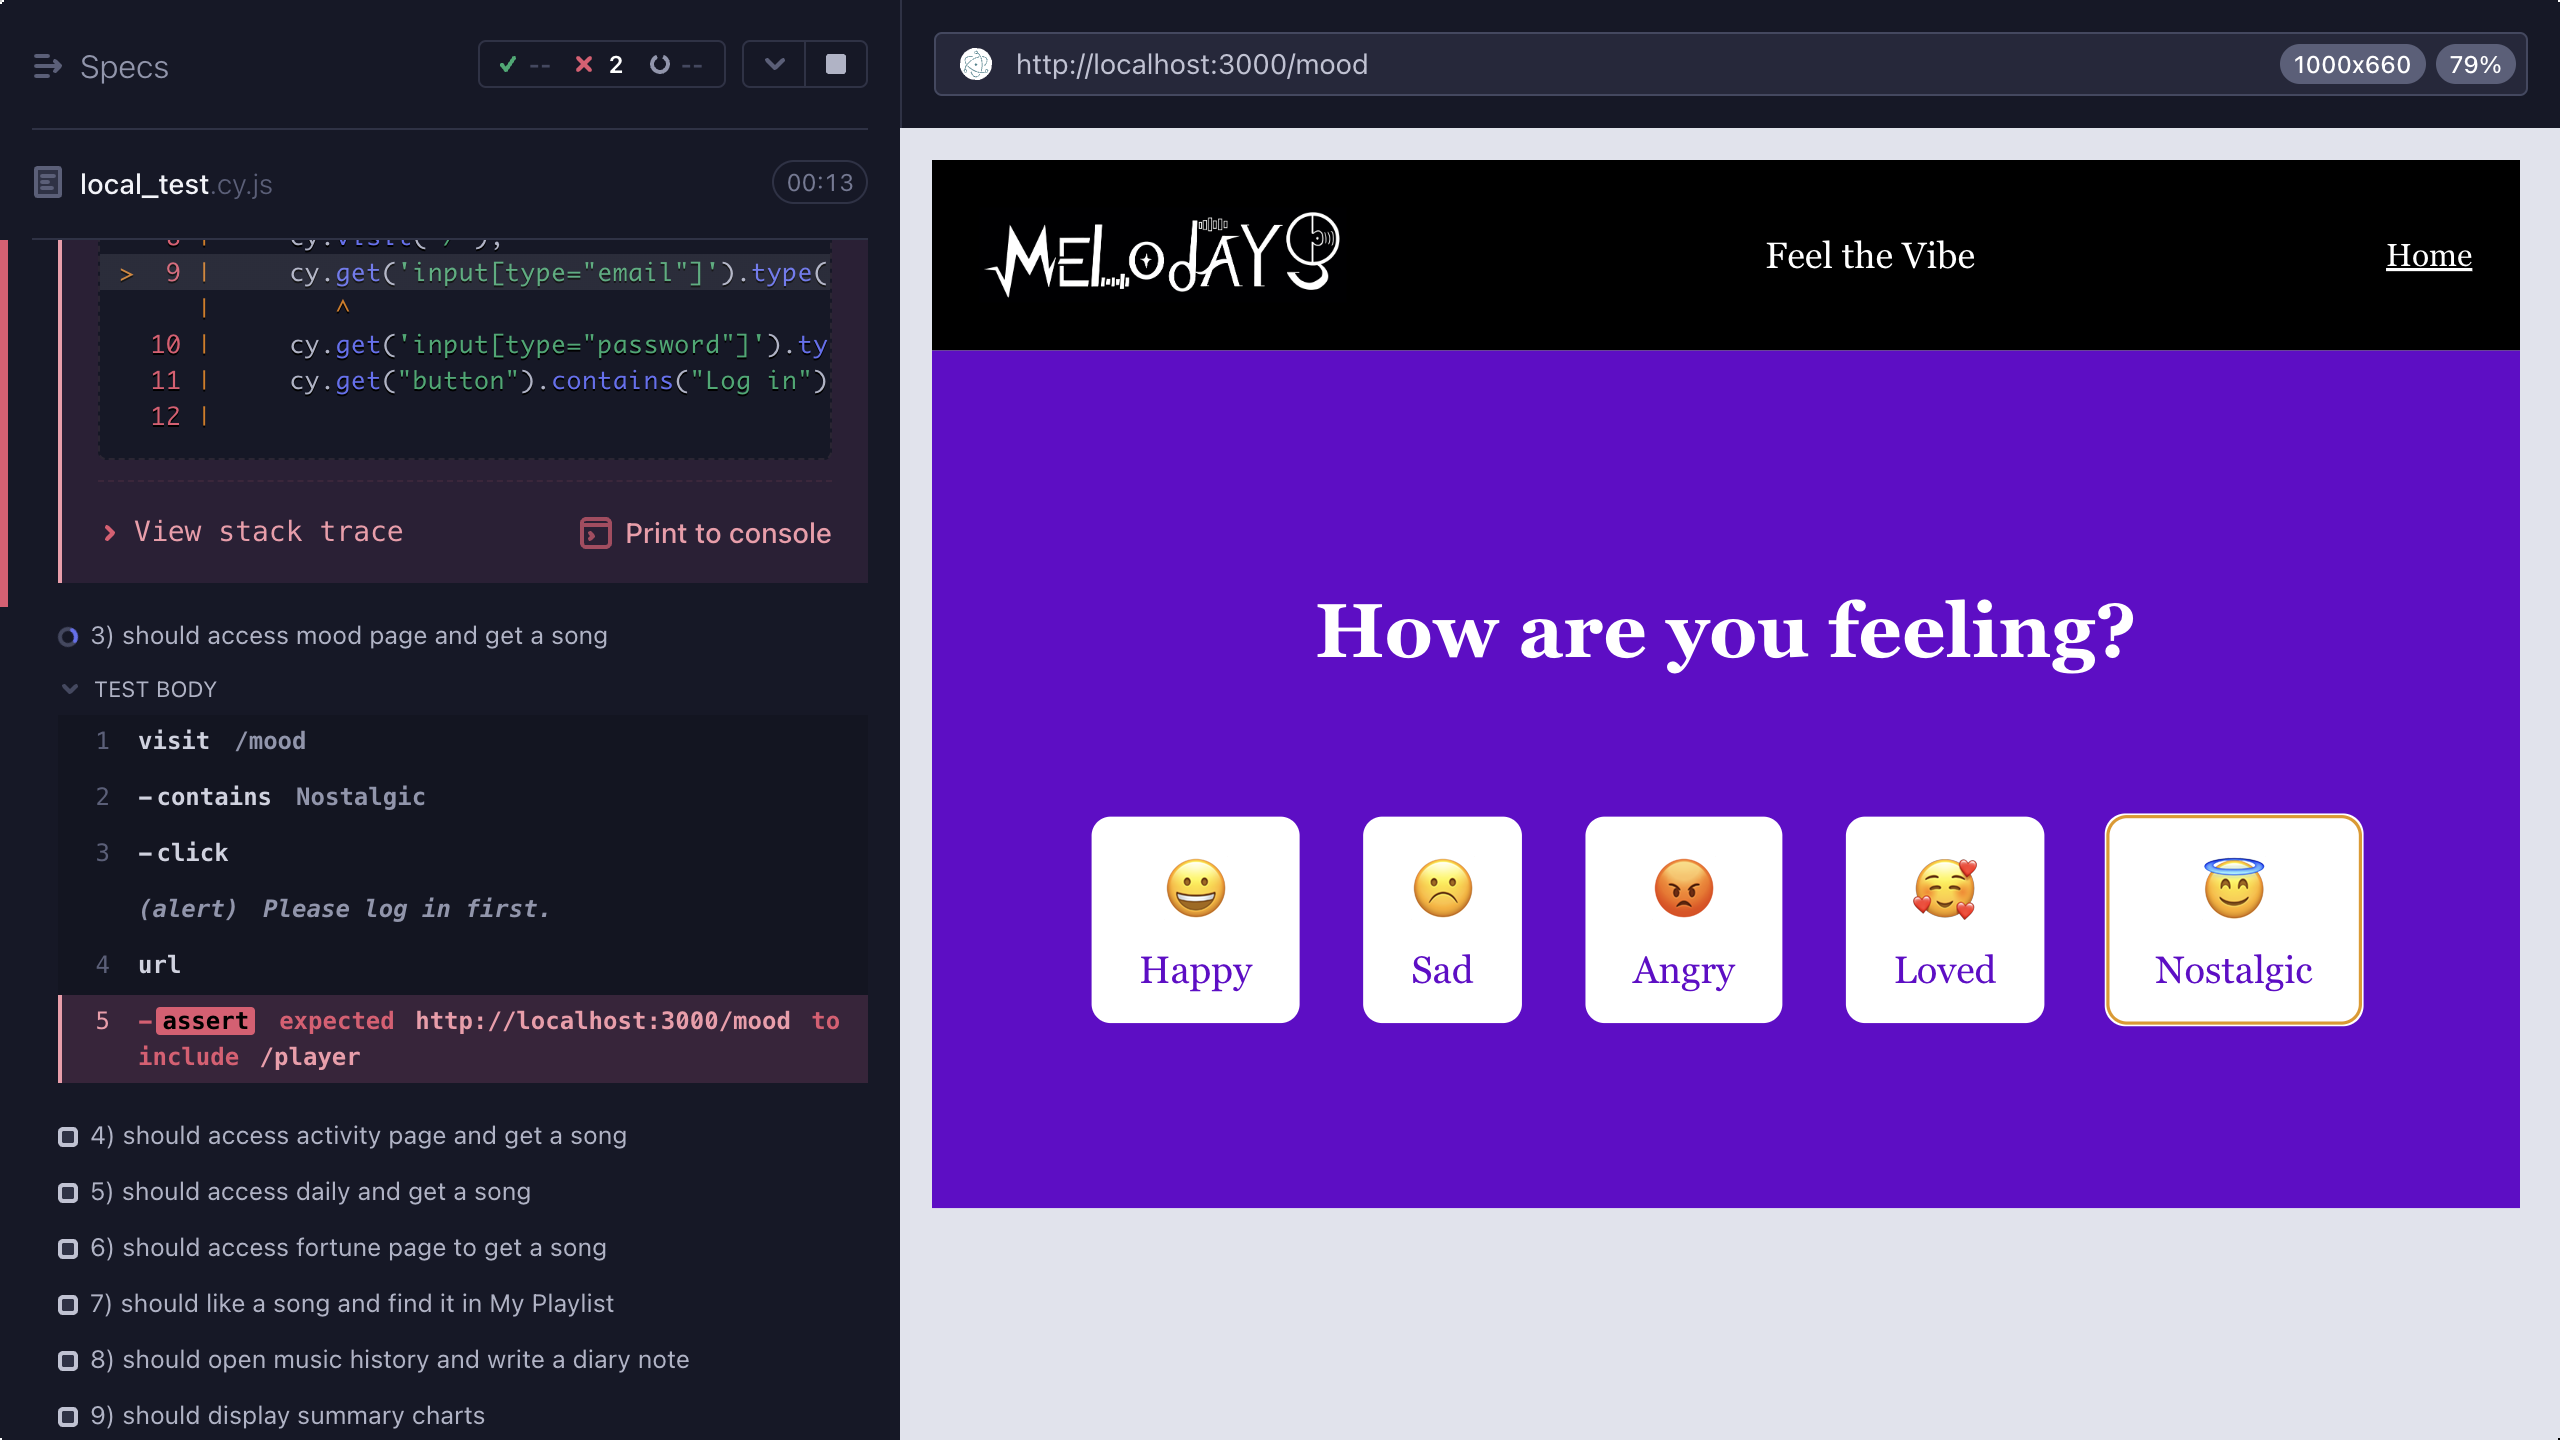 Specs
-- 2 --
local_test.cy.js
00:13
8 | cy.visit("/");
> 9 | cy.get('input[type="email"]').type(
| ^
10 | cy.get('input[type="password"]').ty
11 | cy.get("button").contains("Log in")
12 |
View stack trace
Print to console
3) should access mood page and get a song
TEST BODY
1 visit /mood
2 -contains Nostalgic
3 -click
(alert) Please log in first.
4 url
5 -assert expected http://localhost:3000/mood to
include /player
4) should access activity page and get a song
5) should access daily and get a song
6) should access fortune page to get a song
7) should like a song and find it in My Playlist
8) should open music history and write a diary note
9) should display summary charts
http://localhost:3000/mood
1000x660
79%
MELODAY
Feel the Vibe
Home
How are you feeling?
Happy
Sad
Angry
Loved
Nostalgic